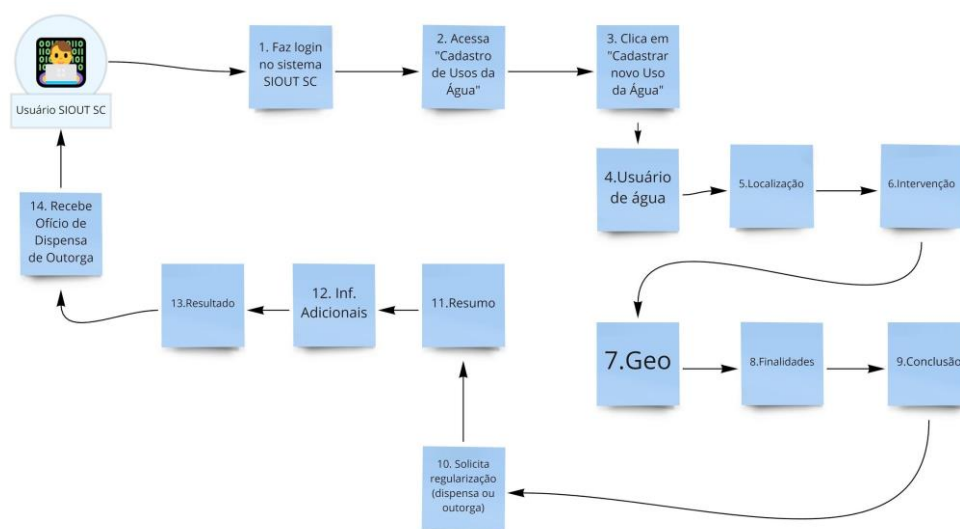 Usuário SIOUT SC
1. Faz login
no sistema
SIOUT SC
2. Acessa
"Cadastro
de Usos da
Água"
3. Clica em
"Cadastrar
novo Uso
da Água"
4.Usuário
de água
5.Localização
6.Intervenção
7.Geo
8.Finalidades
9.Conclusão
10. Solicita
regularização
(dispensa ou
outorga)
11.Resumo
12. Inf.
Adicionais
13.Resultado
14. Recebe
Ofício de
Dispensa
de Outorga